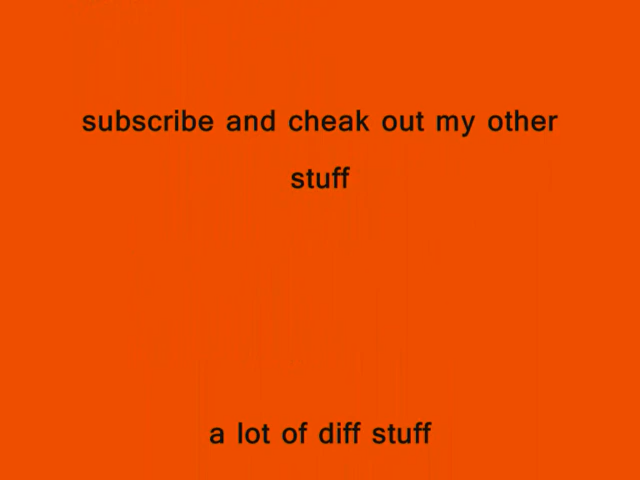 subscribe and cheak out my other
stuff
a lot of diff stuff